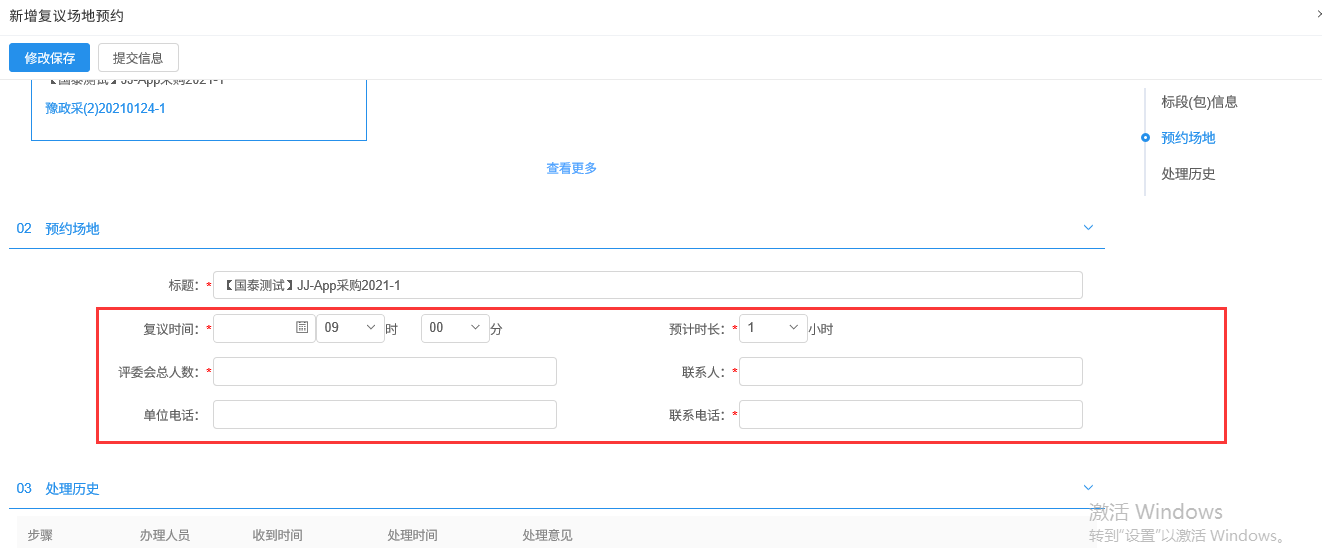 新增复议场地预约
修改保存 提交信息
【国泰测试】JJ-App采购2021-1
豫政采(2)20210124-1
查看更多
标段(包)信息
预约场地
处理历史
02 预约场地
标题：* 【国泰测试】JJ-App采购2021-1
复议时间：* 09 时 00 分 预计时长：* 1 小时
评委会总人数：* 联系人：*
单位电话： 联系电话：*
03 处理历史
步骤 办理人员 收到时间 处理时间 处理意见
激活 Windows
转到“设置”以激活 Windows。